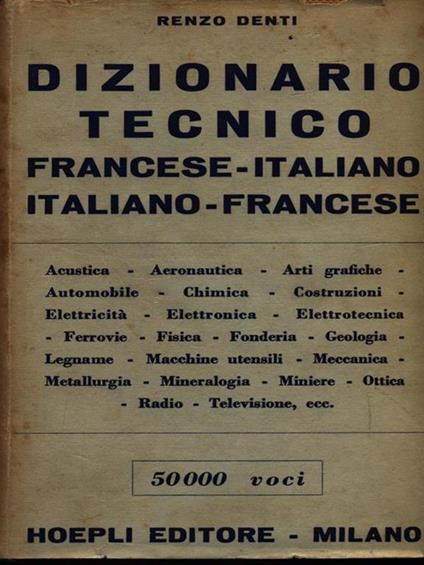 RENZO DENTI
DIZIONARIO
TECNICO
FRANCESE-ITALIANO
ITALIANO-FRANCESE
Acustica - Aeronautica - Arti grafiche -
Automobile - Chimica - Costruzioni -
Elettricità - Elettronica - Elettrotecnica
- Ferrovie - Fisica - Fonderia - Geologia -
Legname - Macchine utensili - Meccanica -
Metallurgia - Mineralogia - Miniere - Ottica
- Radio - Televisione, ecc.
50000 voci
HOEPLI EDITORE - MILANO